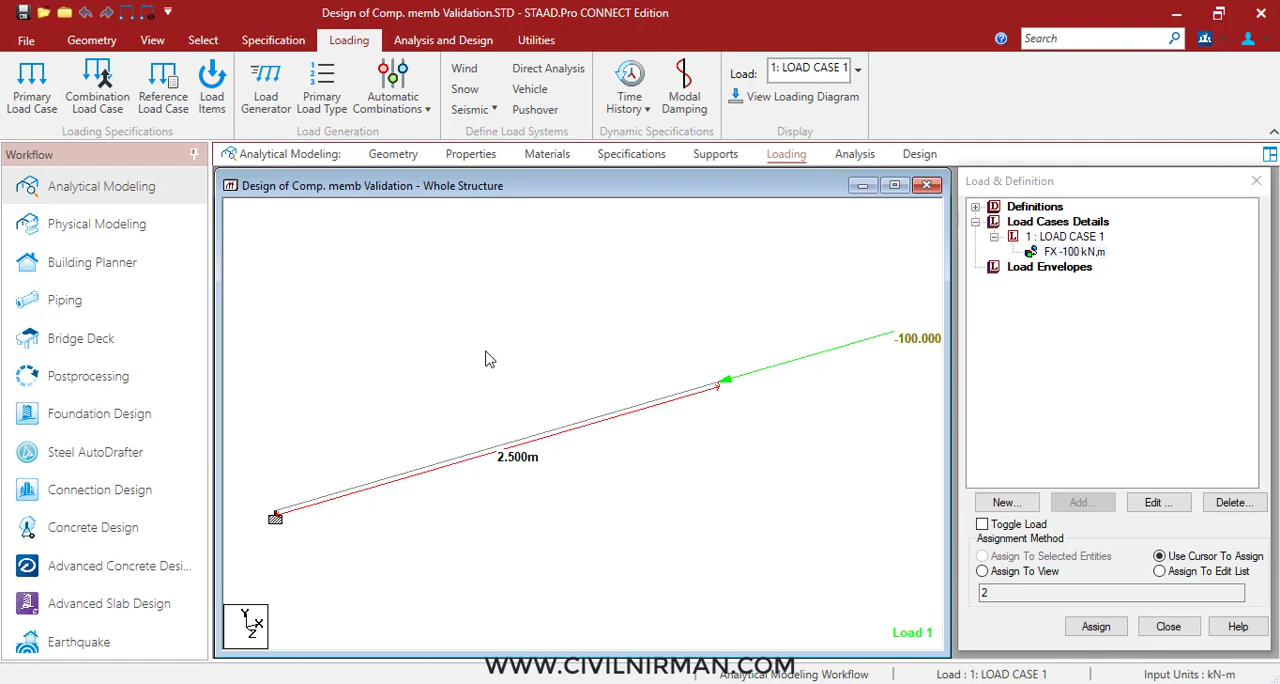 Design of Comp. memb Validation.STD - STAAD.Pro CONNECT Edition
File Geometry View Select Specification Loading Analysis and Design Utilities Search
Primary Load Case
Combination Load Case
Reference Load Case
Load Items
Loading Specifications
Load Generator
Primary Load Type
Automatic Combinations
Load Generation
Wind
Snow
Seismic
Direct Analysis
Vehicle
Pushover
Define Load Systems
Time History
Modal Damping
Dynamic Specifications
Load: 1: LOAD CASE 1
View Loading Diagram
Display
Workflow
Analytical Modeling: Geometry Properties Materials Specifications Supports Loading Analysis Design
Analytical Modeling
Physical Modeling
Building Planner
Piping
Bridge Deck
Postprocessing
Foundation Design
Steel AutoDrafter
Connection Design
Concrete Design
Advanced Concrete Desi...
Advanced Slab Design
Earthquake
Design of Comp. memb Validation - Whole Structure
-100.000
2.500m
Y
X
Z
Load 1
Load & Definition
Definitions
Load Cases Details
1 : LOAD CASE 1
FX -100 kN,m
Load Envelopes
New... Add... Edit ... Delete...
Toggle Load
Assignment Method
Assign To Selected Entities Use Cursor To Assign
Assign To View Assign To Edit List
2
Assign Close Help
WWW.CIVILNIRMAN.COM
Analytical Modeling Workflow Load : 1: LOAD CASE 1 Input Units : kN-m